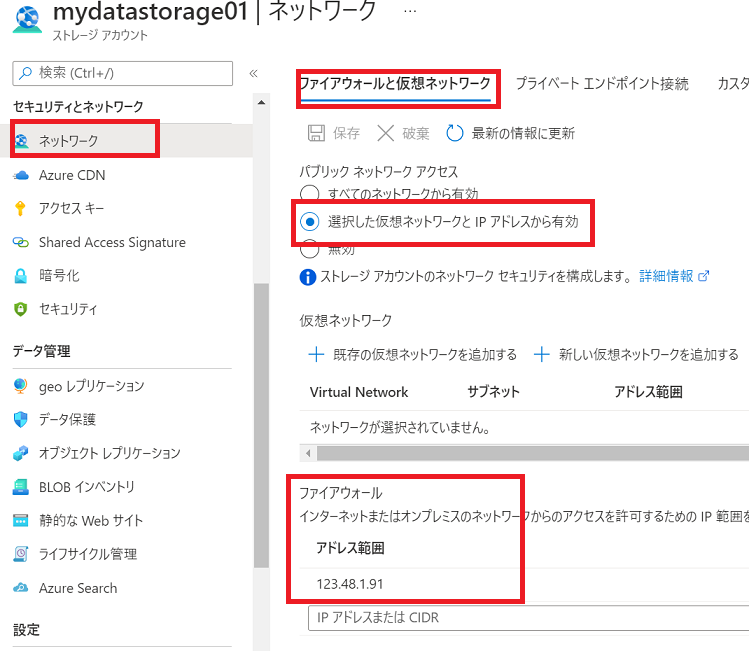 mydatastorage01 | ネットワーク ...
ストレージ アカウント
検索 (Ctrl+/)
«
セキュリティとネットワーク
ネットワーク
Azure CDN
アクセス キー
Shared Access Signature
暗号化
セキュリティ
データ管理
geo レプリケーション
データ保護
オブジェクト レプリケーション
BLOB インベントリ
静的な Web サイト
ライフサイクル管理
Azure Search
設定
ファイアウォールと仮想ネットワーク プライベート エンドポイント接続 カスタ
保存 破棄 最新の情報に更新
パブリック ネットワーク アクセス
すべてのネットワークから有効
選択した仮想ネットワークと IP アドレスから有効
無効
ストレージ アカウントのネットワーク セキュリティを構成します。 詳細情報
仮想ネットワーク
+ 既存の仮想ネットワークを追加する + 新しい仮想ネットワークを追加する
Virtual Network サブネット アドレス範囲
ネットワークが選択されていません。
ファイアウォール
インターネットまたはオンプレミスのネットワークからのアクセスを許可するための IP 範囲を
アドレス範囲
123.48.1.91
IP アドレスまたは CIDR